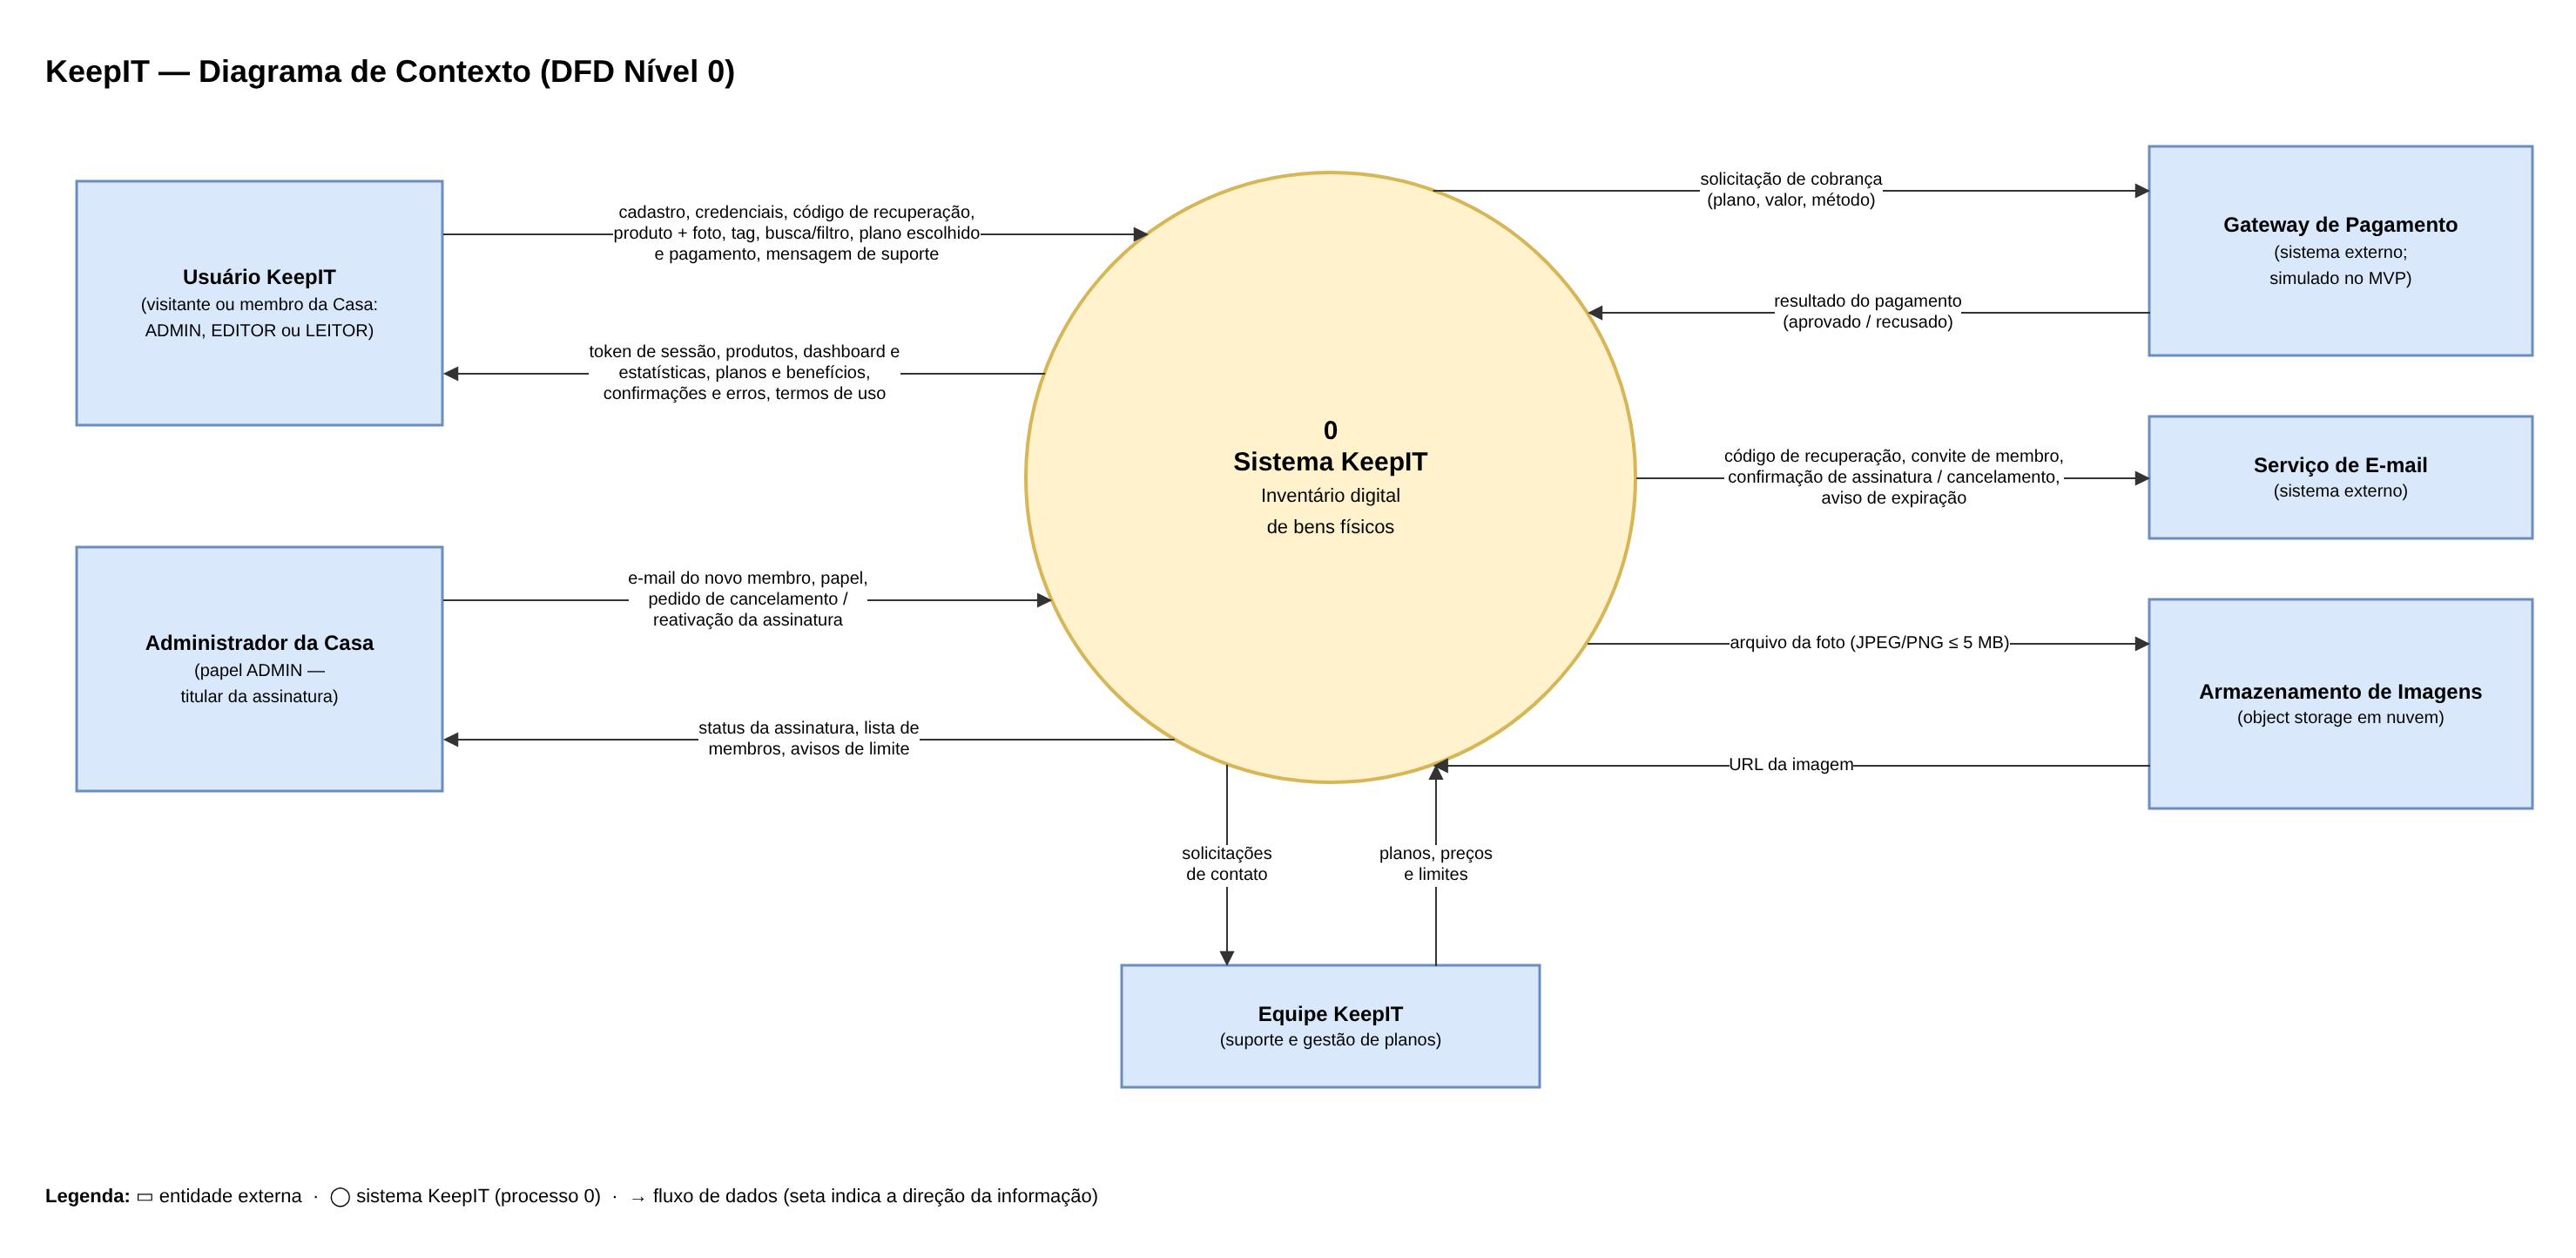 KeepIT — Diagrama de Contexto (DFD Nível 0)
Usuário KeepIT
(visitante ou membro da Casa:
ADMIN, EDITOR ou LEITOR)
cadastro, credenciais, código de recuperação,
produto + foto, tag, busca/filtro, plano escolhido
e pagamento, mensagem de suporte
token de sessão, produtos, dashboard e
estatísticas, planos e benefícios,
confirmações e erros, termos de uso
Administrador da Casa
(papel ADMIN —
titular da assinatura)
e-mail do novo membro, papel,
pedido de cancelamento /
reativação da assinatura
status da assinatura, lista de
membros, avisos de limite
0
Sistema KeepIT
Inventário digital
de bens físicos
solicitação de cobrança
(plano, valor, método)
resultado do pagamento
(aprovado / recusado)
Gateway de Pagamento
(sistema externo;
simulado no MVP)
código de recuperação, convite de membro,
confirmação de assinatura / cancelamento,
aviso de expiração
Serviço de E-mail
(sistema externo)
arquivo da foto (JPEG/PNG ≤ 5 MB)
URL da imagem
Armazenamento de Imagens
(object storage em nuvem)
solicitações
de contato
planos, preços
e limites
Equipe KeepIT
(suporte e gestão de planos)
Legenda: ▭ entidade externa · ◯ sistema KeepIT (processo 0) · → fluxo de dados (seta indica a direção da informação)